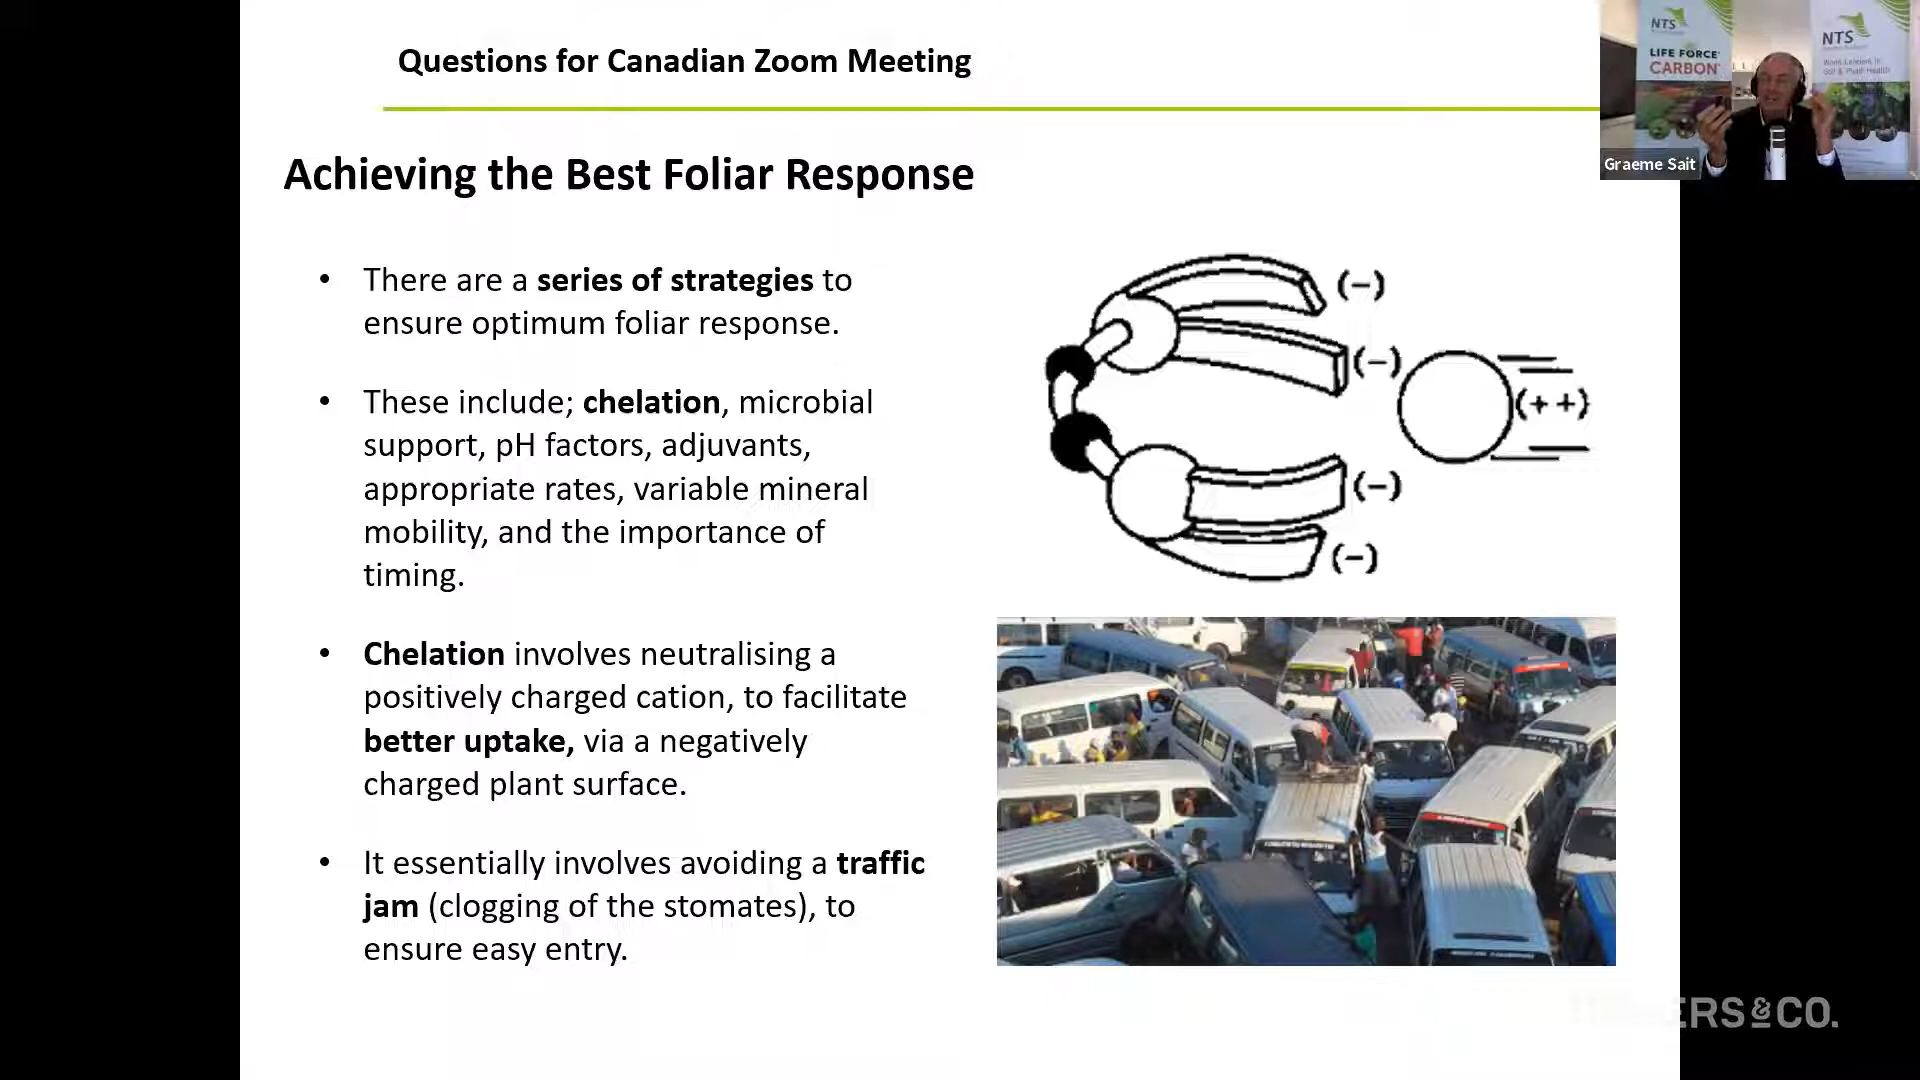 Questions for Canadian Zoom Meeting
NTS
LIFE FORCE
CARBON
NTS
Graeme Sait
Achieving the Best Foliar Response
• There are a series of strategies to
ensure optimum foliar response.
• These include; chelation, microbial
support, pH factors, adjuvants,
appropriate rates, variable mineral
mobility, and the importance of
timing.
• Chelation involves neutralising a
positively charged cation, to facilitate
better uptake, via a negatively
charged plant surface.
• It essentially involves avoiding a traffic
jam (clogging of the stomates), to
ensure easy entry.
(−)
(−)
(++)
(−)
(−)
ERS&CO.